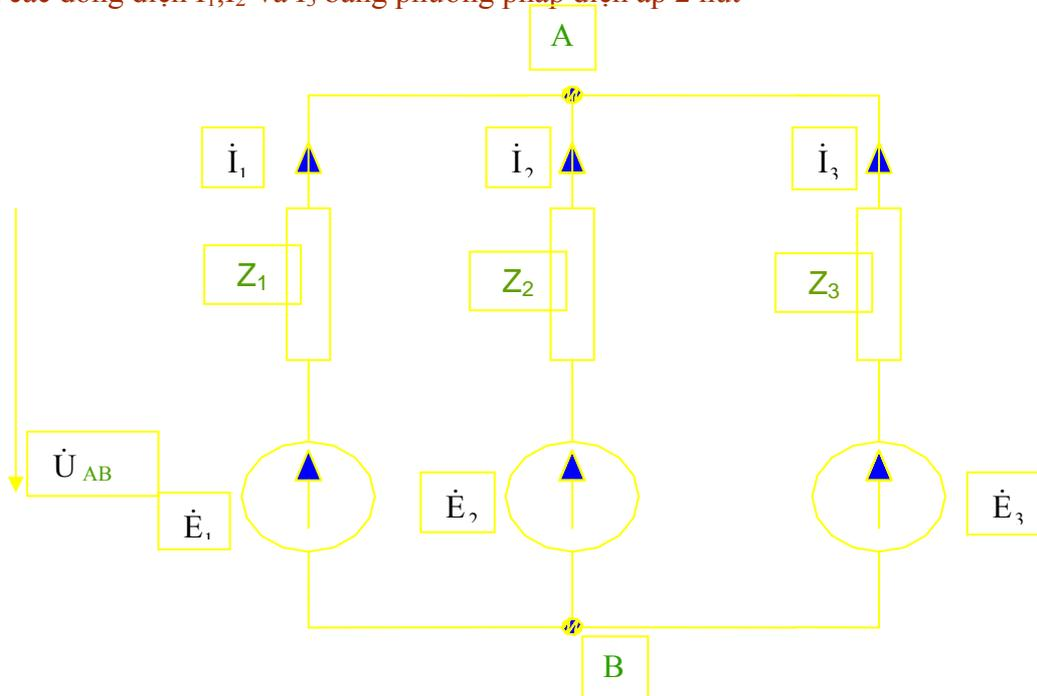 các dòng điện I₁,I₂ và I₃ bằng phương pháp điện áp 2 nút
A
İ₁ İ₂ İ₃
Z₁ Z₂ Z₃
U̇ AB
Ė₁ Ė₂ Ė₃
B